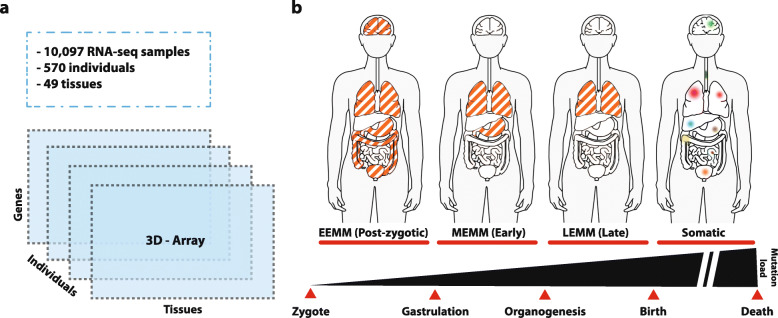 a
- 10,097 RNA-seq samples
- 570 individuals
- 49 tissues
Genes
Individuals
3D - Array
Tissues
b
EEMM (Post-zygotic)
MEMM (Early)
LEMM (Late)
Somatic
Mutation
load
Zygote
Gastrulation
Organogenesis
Birth
Death